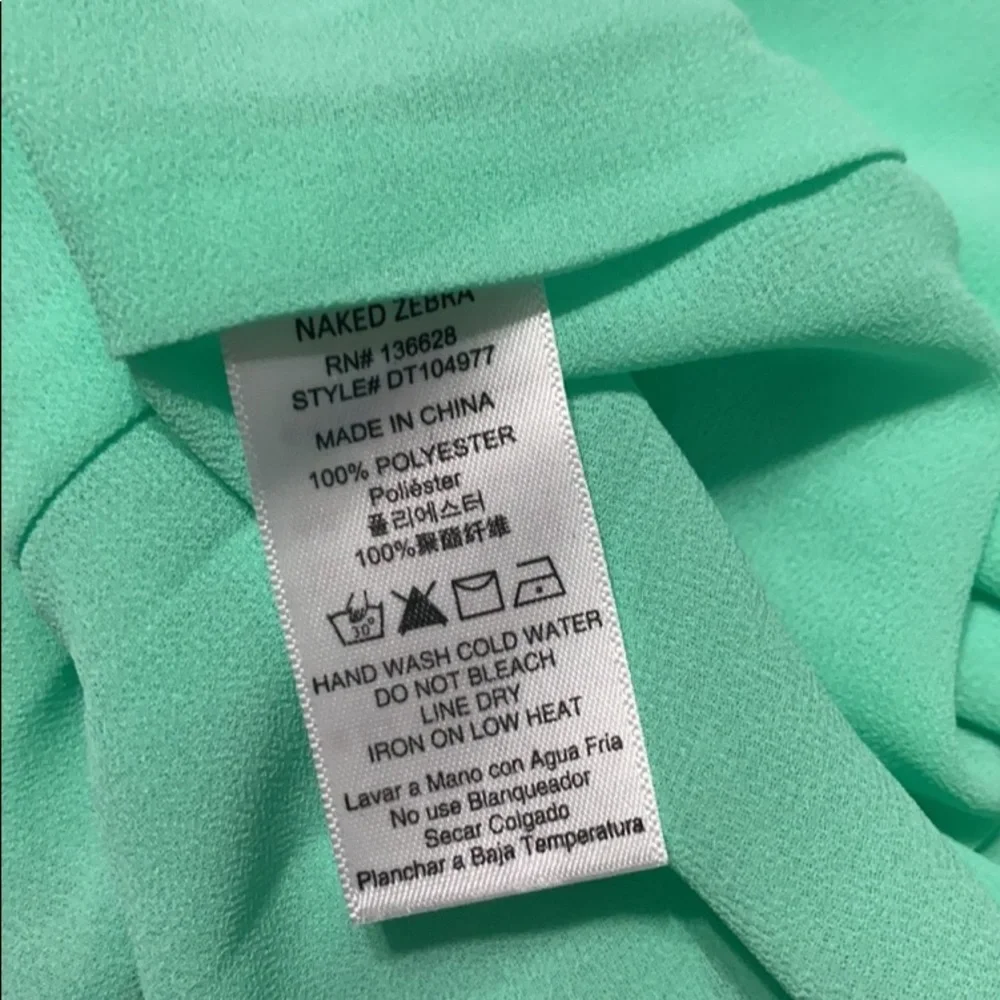 NAKED ZEBRA
RN# 136628
STYLE# DT104977
MADE IN CHINA
100% POLYESTER
Poliéster
폴리에스터
100%聚酯纤维
30°
HAND WASH COLD WATER
DO NOT BLEACH
LINE DRY
IRON ON LOW HEAT
Lavar a Mano con Agua Fria
No use Blanqueador
Secar Colgado
Planchar a Baja Temperatura